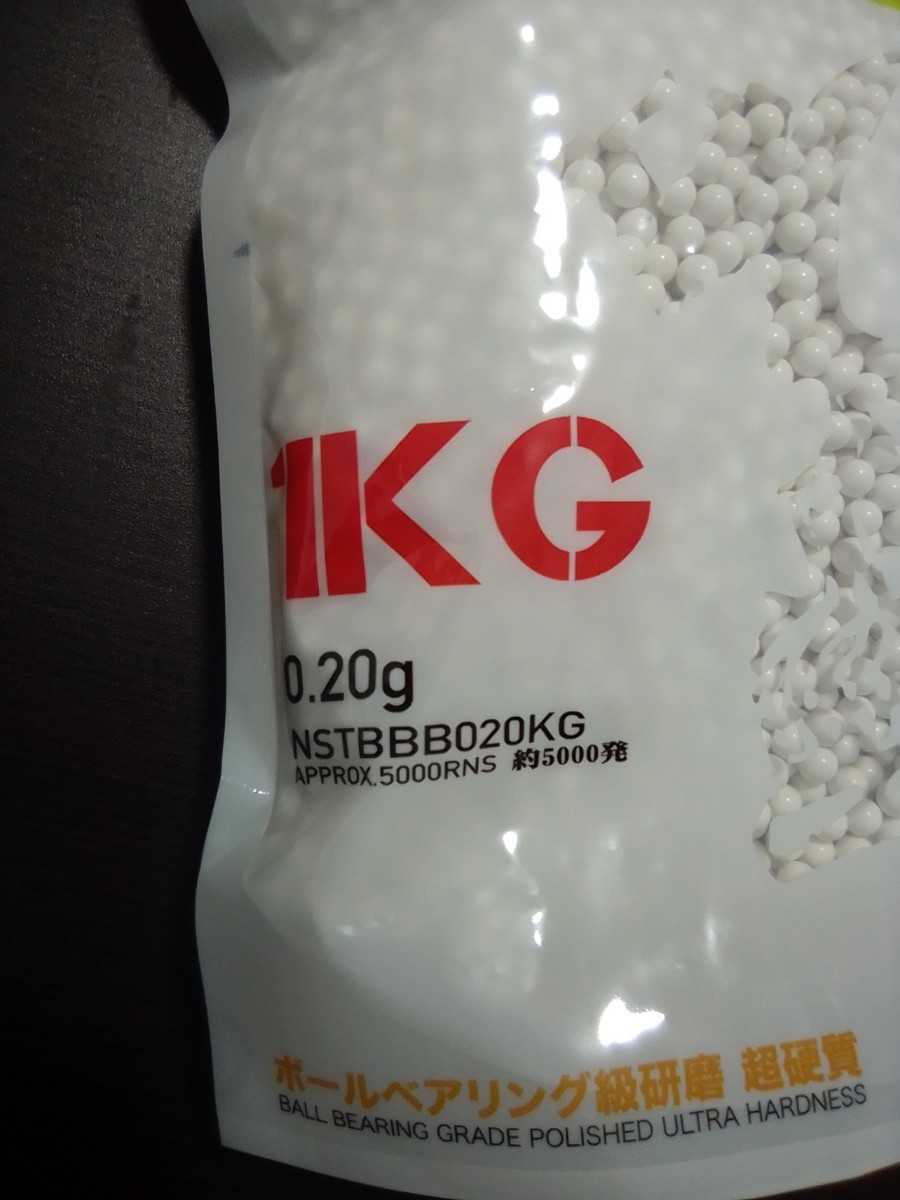 1KG
0.20g
NSTBBB020KG
APPROX.5000RNS 約5000発
ボールベアリング級研磨 超硬質
BALL BEARING GRADE POLISHED ULTRA HARDNESS